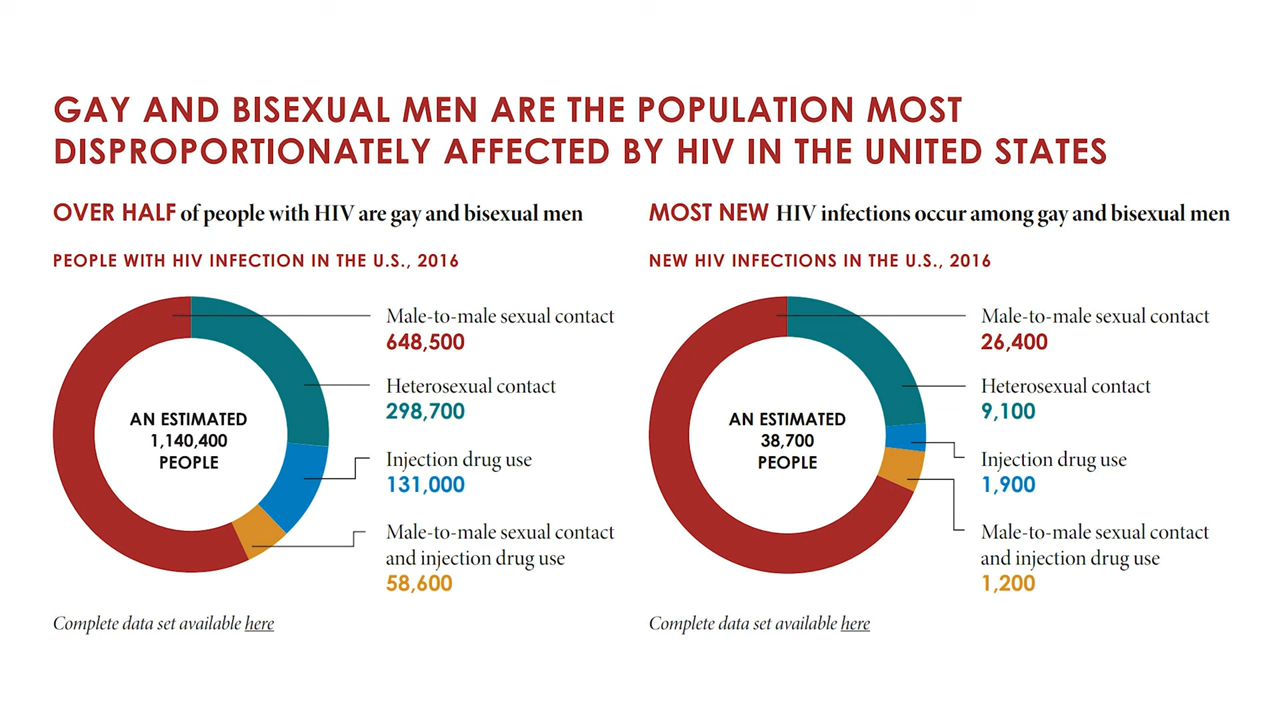 GAY AND BISEXUAL MEN ARE THE POPULATION MOST
DISPROPORTIONATELY AFFECTED BY HIV IN THE UNITED STATES
OVER HALF of people with HIV are gay and bisexual men
PEOPLE WITH HIV INFECTION IN THE U.S., 2016
AN ESTIMATED
1,140,400
PEOPLE
Male-to-male sexual contact
648,500
Heterosexual contact
298,700
Injection drug use
131,000
Male-to-male sexual contact
and injection drug use
58,600
Complete data set available here
MOST NEW HIV infections occur among gay and bisexual men
NEW HIV INFECTIONS IN THE U.S., 2016
AN ESTIMATED
38,700
PEOPLE
Male-to-male sexual contact
26,400
Heterosexual contact
9,100
Injection drug use
1,900
Male-to-male sexual contact
and injection drug use
1,200
Complete data set available here